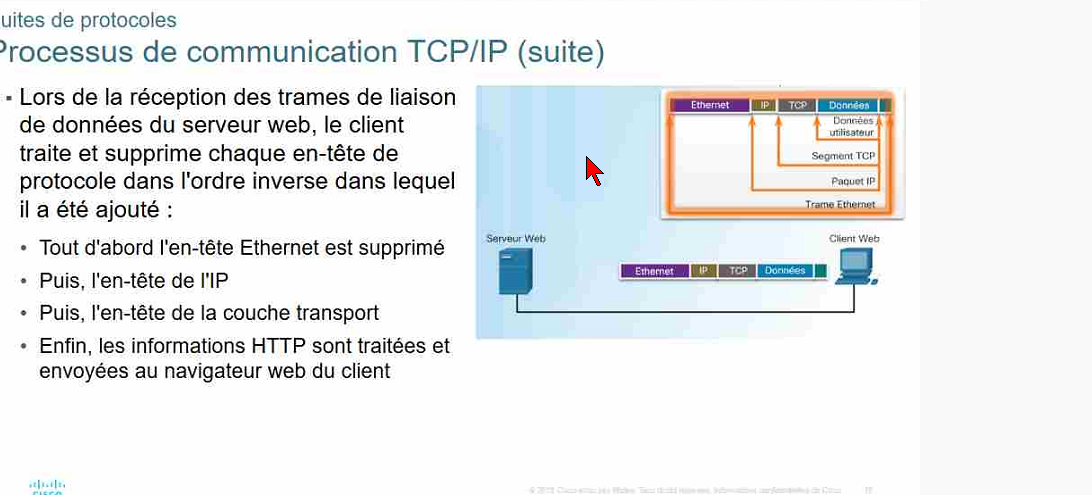 uites de protocoles
Processus de communication TCP/IP (suite)
▪ Lors de la réception des trames de liaison
de données du serveur web, le client
traite et supprime chaque en-tête de
protocole dans l'ordre inverse dans lequel
il a été ajouté :
• Tout d'abord l'en-tête Ethernet est supprimé
• Puis, l'en-tête de l'IP
• Puis, l'en-tête de la couche transport
• Enfin, les informations HTTP sont traitées et
envoyées au navigateur web du client
Ethernet IP TCP Données
Données
utilisateur
Segment TCP
Paquet IP
Trame Ethernet
Serveur Web
Client Web
Ethernet IP TCP Données
CISCO